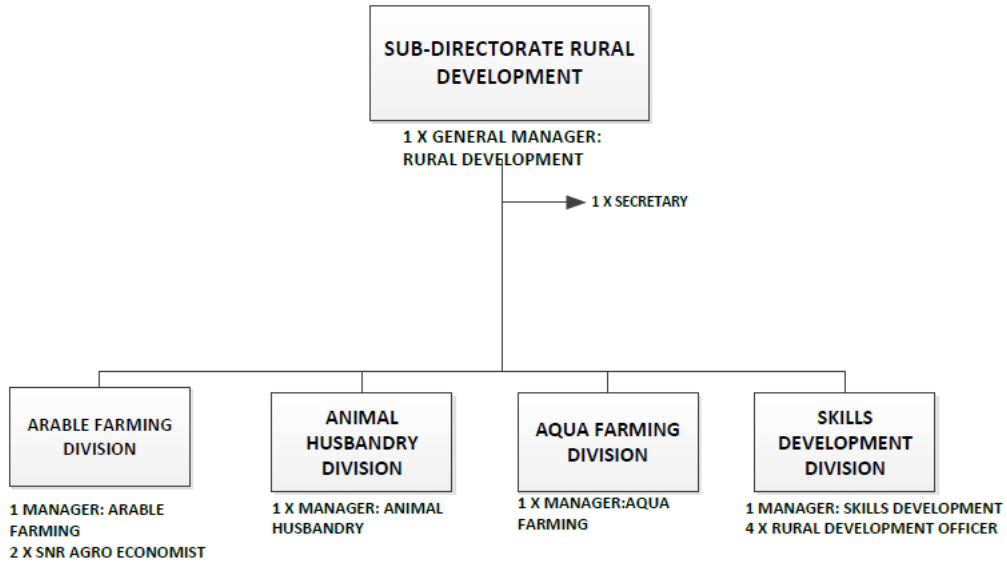 SUB-DIRECTORATE RURAL
DEVELOPMENT
1 X GENERAL MANAGER:
RURAL DEVELOPMENT
1 X SECRETARY
ARABLE FARMING
DIVISION
1 MANAGER: ARABLE
FARMING
2 X SNR AGRO ECONOMIST
ANIMAL
HUSBANDRY
DIVISION
1 X MANAGER: ANIMAL
HUSBANDRY
AQUA FARMING
DIVISION
1 X MANAGER:AQUA
FARMING
SKILLS
DEVELOPMENT
DIVISION
1 MANAGER: SKILLS DEVELOPMENT
4 X RURAL DEVELOPMENT OFFICER